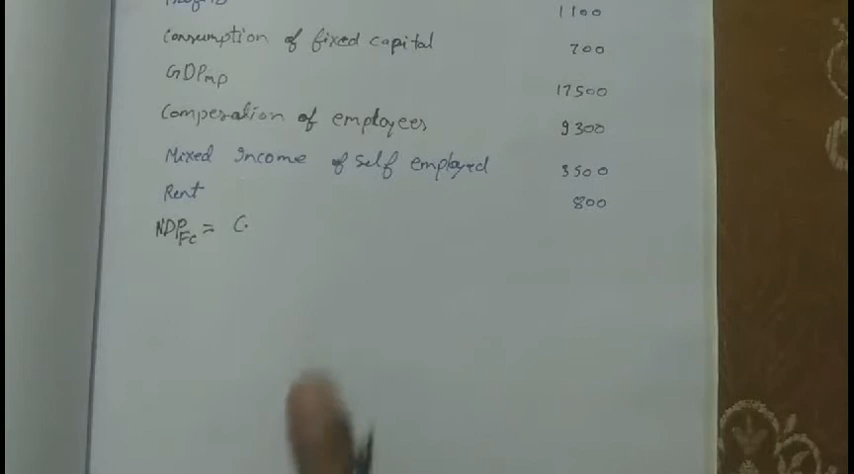 1100
Consumption of fixed capital 700
GDPMP 17500
Compensation of employees 9300
Mixed Income of self employed 3500
Rent 800
NDPFC = C.